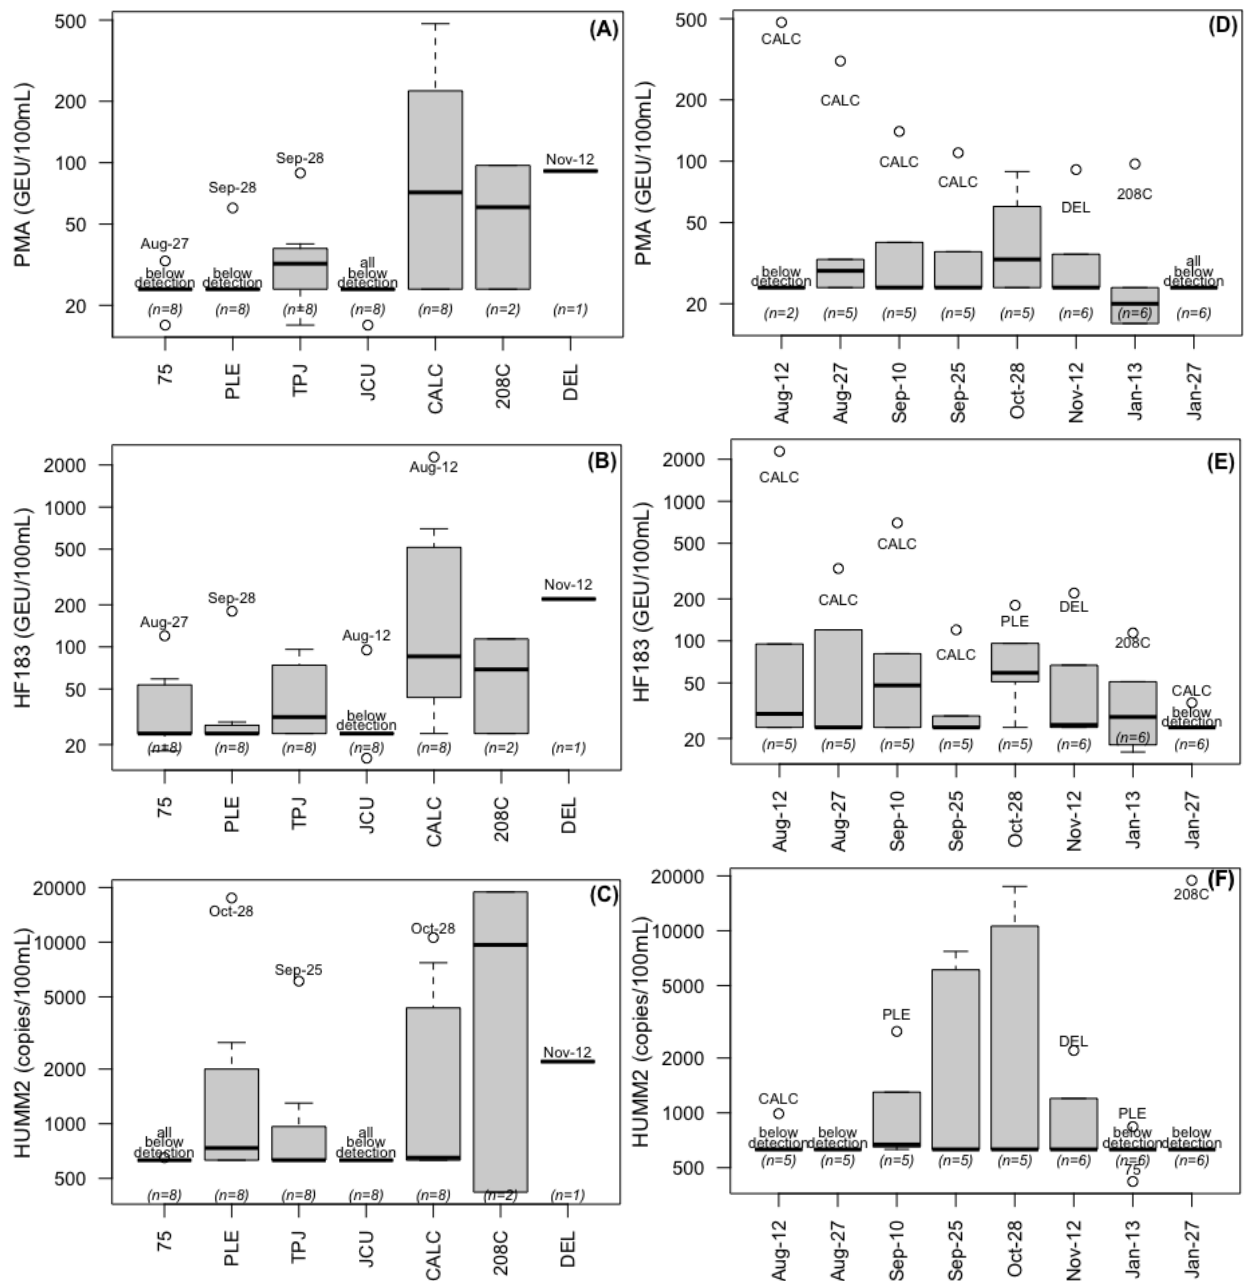 (A)
PMA (GEU/100mL)
500
200
100
50
20
Aug-27
below
detection
Sep-28
below
detection
Sep-28
all
below
detection
Nov-12
(n=8)
(n=8)
(n=8)
(n=8)
(n=8)
(n=2)
(n=1)
75
PLE
TPJ
JCU
CALC
208C
DEL
(D)
PMA (GEU/100mL)
500
200
100
50
20
CALC
CALC
CALC
CALC
DEL
208C
below
detection
all
below
detection
(n=2)
(n=5)
(n=5)
(n=5)
(n=5)
(n=6)
(n=6)
(n=6)
Aug-12
Aug-27
Sep-10
Sep-25
Oct-28
Nov-12
Jan-13
Jan-27
(B)
HF183 (GEU/100mL)
2000
1000
500
200
100
50
20
Aug-27
Sep-28
Aug-12
below
detection
Aug-12
Nov-12
(n=8)
(n=8)
(n=8)
(n=8)
(n=8)
(n=2)
(n=1)
75
PLE
TPJ
JCU
CALC
208C
DEL
(E)
HF183 (GEU/100mL)
2000
1000
500
200
100
50
20
CALC
CALC
CALC
CALC
PLE
DEL
208C
CALC
below
detection
(n=5)
(n=5)
(n=5)
(n=5)
(n=5)
(n=6)
(n=6)
(n=6)
Aug-12
Aug-27
Sep-10
Sep-25
Oct-28
Nov-12
Jan-13
Jan-27
(C)
HUMM2 (copies/100mL)
20000
10000
5000
2000
1000
500
all
below
detection
Oct-28
Sep-25
all
below
detection
Oct-28
Nov-12
(n=8)
(n=8)
(n=8)
(n=8)
(n=8)
(n=2)
(n=1)
75
PLE
TPJ
JCU
CALC
208C
DEL
(F)
HUMM2 (copies/100mL)
20000
10000
5000
2000
1000
500
CALC
below
detection
below
detection
PLE
DEL
PLE
below
detection
75
208C
below
detection
(n=5)
(n=5)
(n=5)
(n=5)
(n=5)
(n=6)
(n=6)
(n=6)
Aug-12
Aug-27
Sep-10
Sep-25
Oct-28
Nov-12
Jan-13
Jan-27